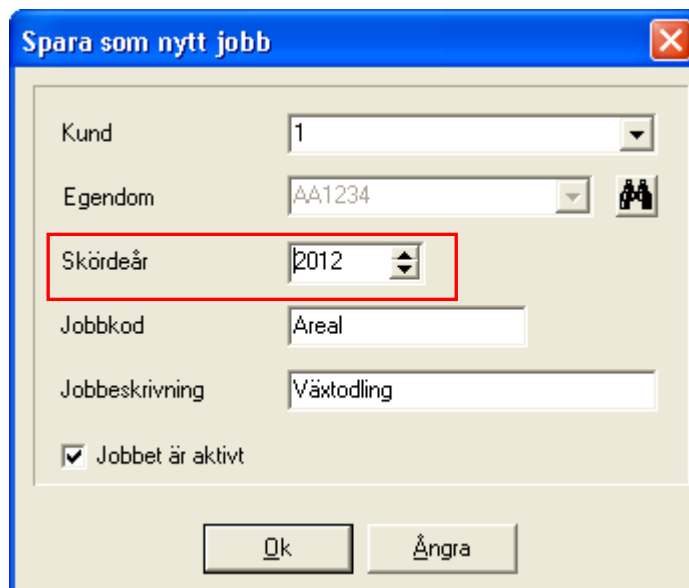 Spara som nytt jobb
Kund 1
Egendom AA1234
Skördeår 2012
Jobbkod Areal
Jobbeskrivning Växtodling
Jobbet är aktivt
Ok Ångra